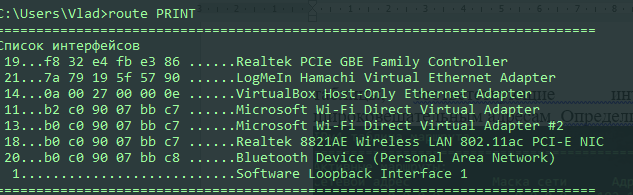 C:\Users\Vlad>route PRINT
===========================================================================
Список интерфейсов
19...f8 32 e4 fb e3 86 ......Realtek PCIe GBE Family Controller
21...7a 79 19 5f 57 90 ......LogMeIn Hamachi Virtual Ethernet Adapter
14...0a 00 27 00 00 0e ......VirtualBox Host-Only Ethernet Adapter
11...b2 c0 90 07 bb c7 ......Microsoft Wi-Fi Direct Virtual Adapter
13...b0 c0 90 07 bb c7 ......Microsoft Wi-Fi Direct Virtual Adapter #2
18...b0 c0 90 07 bb c7 ......Realtek 8821AE Wireless LAN 802.11ac PCI-E NIC
20...b0 c0 90 07 bb c8 ......Bluetooth Device (Personal Area Network)
1...........................Software Loopback Interface 1
===========================================================================